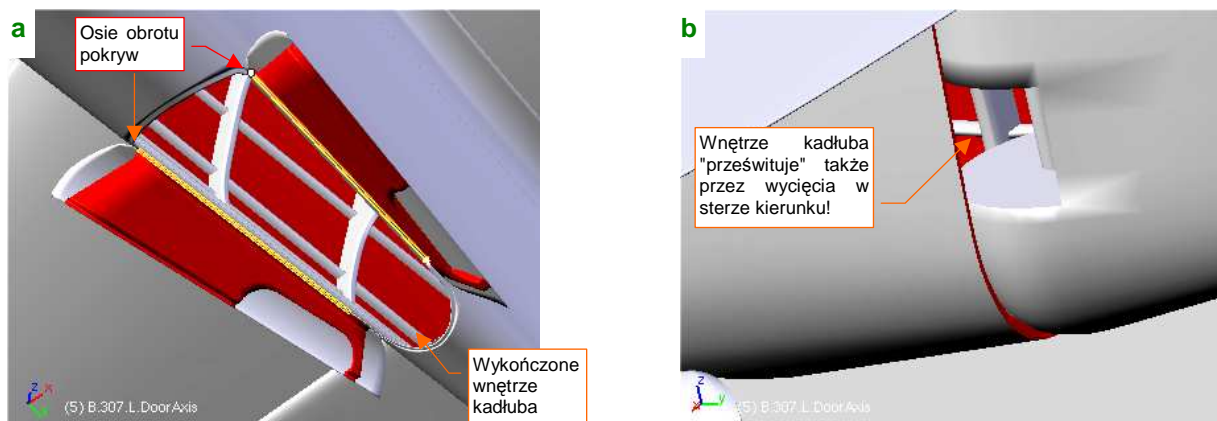 a
Osie obrotu
pokryw
Wykończone
wnętrze
kadłuba
z
x
y
(5) B.307.L.DoorAxis
b
Wnętrze kadłuba
"prześwituje" także
przez wycięcia w
sterze kierunku!
z
x
y
(5) B.307.L.DoorAxis